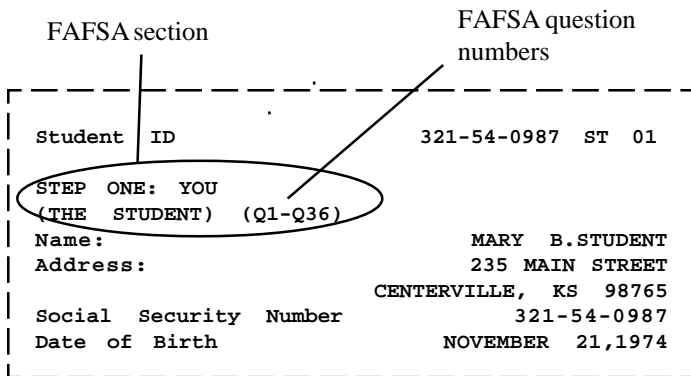 FAFSA section
FAFSA question
numbers
Student ID 321-54-0987 ST 01
STEP ONE: YOU
(THE STUDENT) (Q1-Q36)
Name: MARY B.STUDENT
Address: 235 MAIN STREET
CENTERVILLE, KS 98765
Social Security Number 321-54-0987
Date of Birth NOVEMBER 21,1974